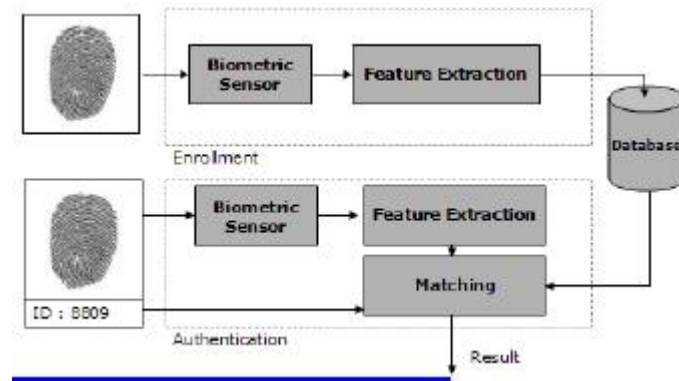 Biometric
Sensor
Feature Extraction
Database
Enrollment
Biometric
Sensor
Feature Extraction
Matching
ID : 8809
Authentication
Result